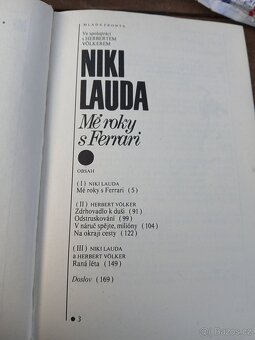 MLADÁ FRONTA
Ve spolupráci
s HERBERTEM
VÖLKEREM
NIKI
LAUDA
Mé roky
s Ferrari
OBSAH
( I ) NIKI LAUDA
Mé roky s Ferrari ( 5 )
( II ) HERBERT VÖLKER
Zdrhovadlo k duši ( 91 )
Odstruskování ( 99 )
V náruč spějte, milióny ( 104 )
Na okraji cesty ( 122 )
( III ) NIKI LAUDA
a HERBERT VÖLKER
Raná léta ( 149 )
Doslov ( 169 )
● 3